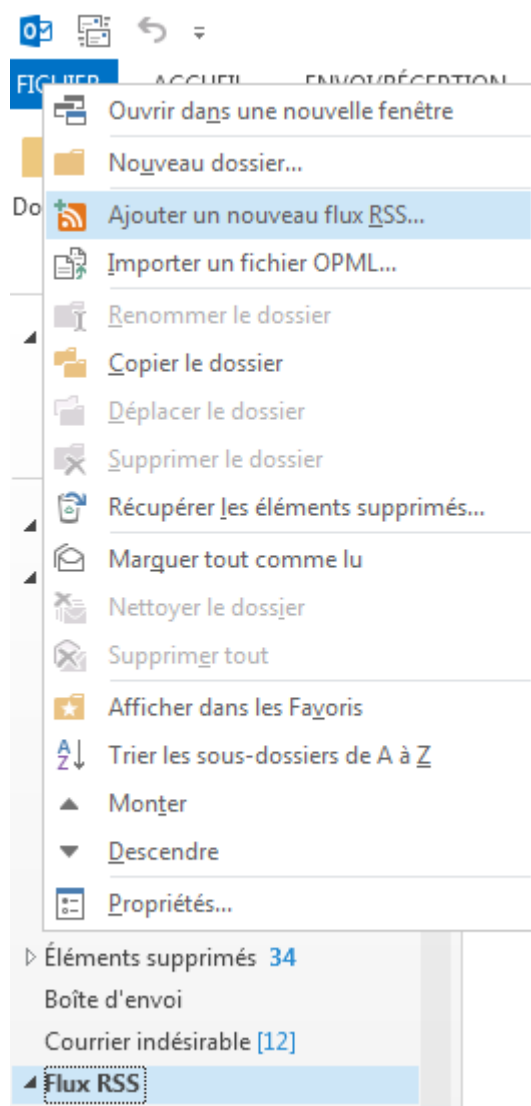 FICHIER ACCUEIL ENVOI/RÉCEPTION
Ouvrir dans une nouvelle fenêtre
Nouveau dossier...
Do
Ajouter un nouveau flux RSS...
Importer un fichier OPML...
Renommer le dossier
Copier le dossier
Déplacer le dossier
Supprimer le dossier
Récupérer les éléments supprimés...
Marquer tout comme lu
Nettoyer le dossier
Supprimer tout
Afficher dans les Favoris
Trier les sous-dossiers de A à Z
Monter
Descendre
Propriétés...
Éléments supprimés 34
Boîte d'envoi
Courrier indésirable [12]
Flux RSS